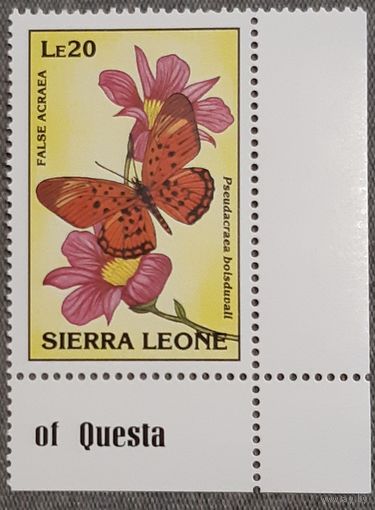 LE20
FALSE ACRAEA
Pseudacraea boisduvali
SIERRA LEONE
of Questa